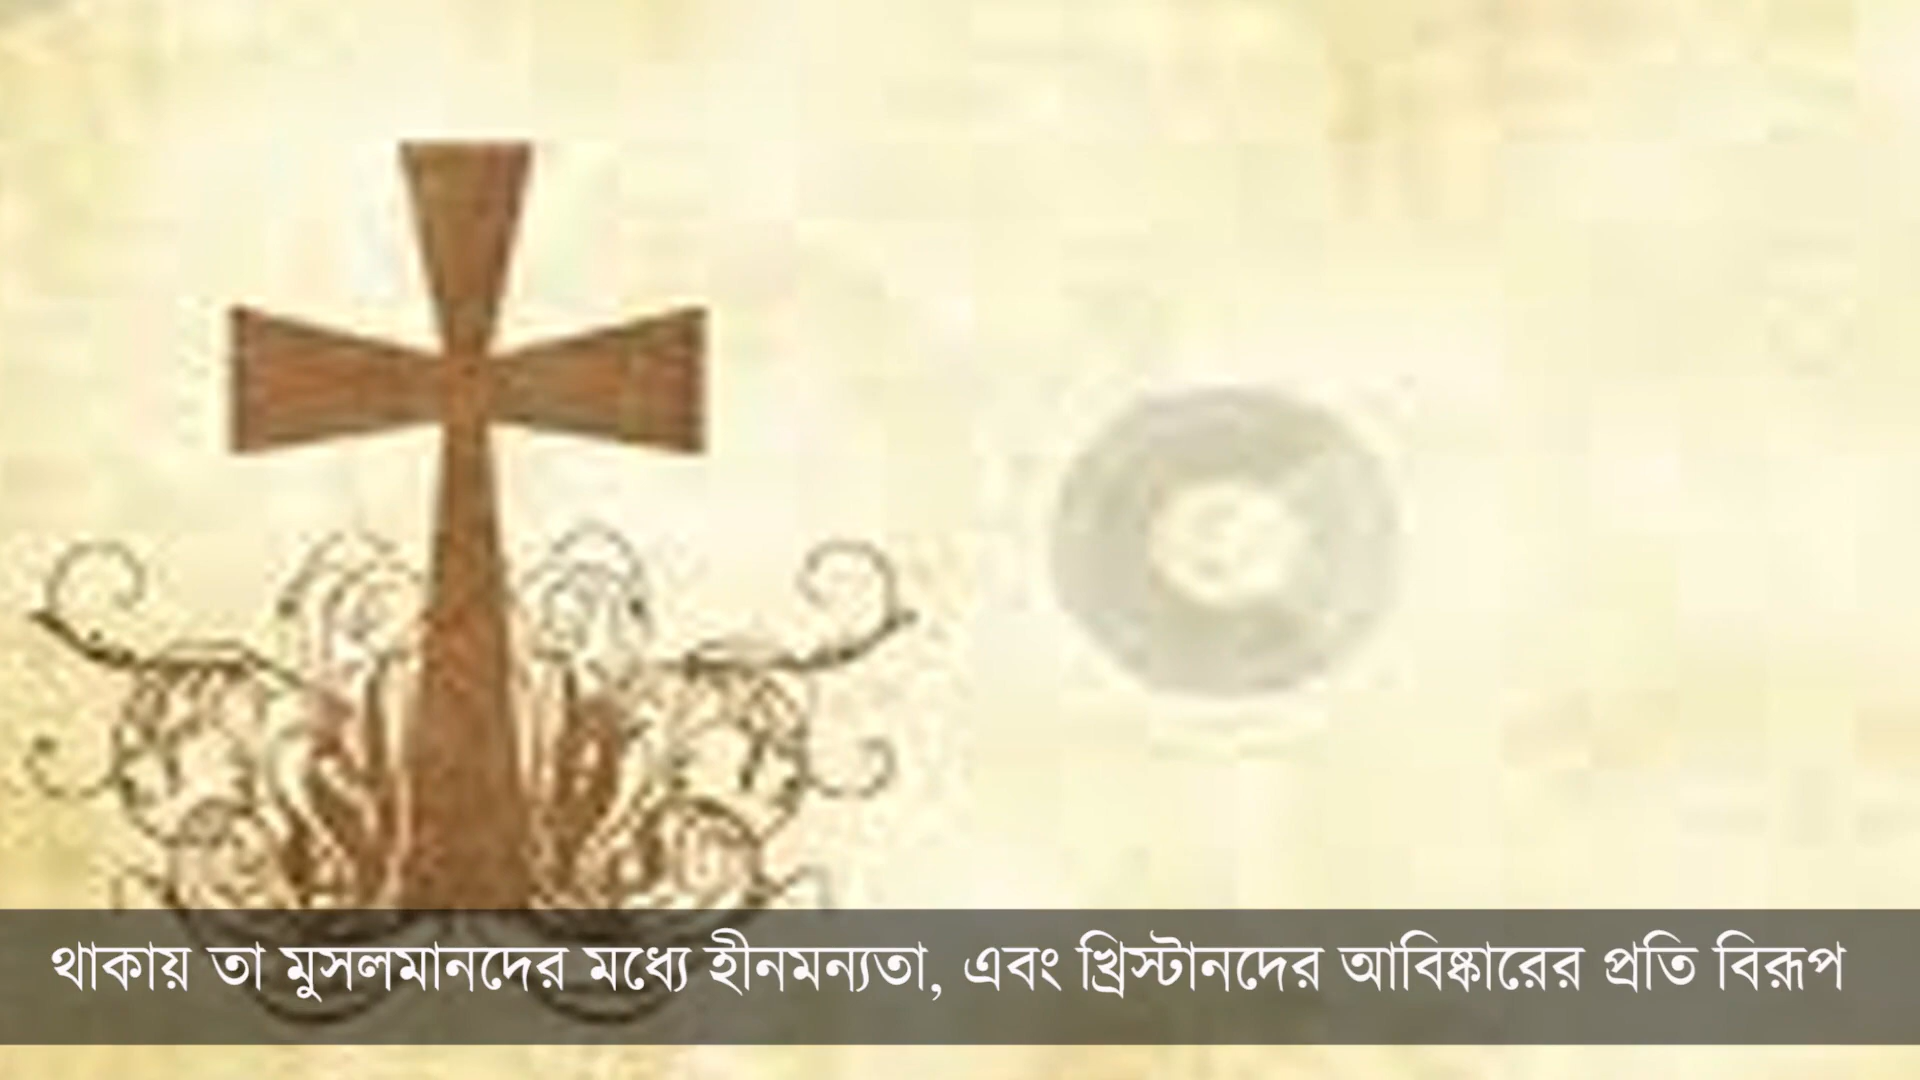 থাকায় তা মুসলমানদের মধ্যে হীনমন্যতা, এবং খ্রিস্টানদের আবিষ্কারের প্রতি বিরূপ